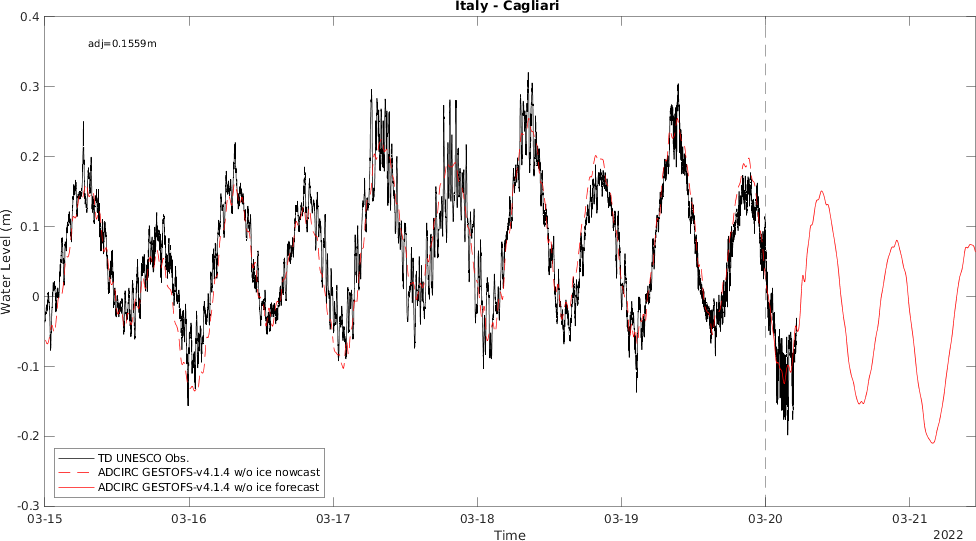 Italy - Cagliari
adj=0.1559m
Water Level (m)
0.4
0.3
0.2
0.1
0
-0.1
-0.2
-0.3
TD UNESCO Obs.
ADCIRC GESTOFS-v4.1.4 w/o ice nowcast
ADCIRC GESTOFS-v4.1.4 w/o ice forecast
03-15 03-16 03-17 03-18 03-19 03-20 03-21
Time
2022